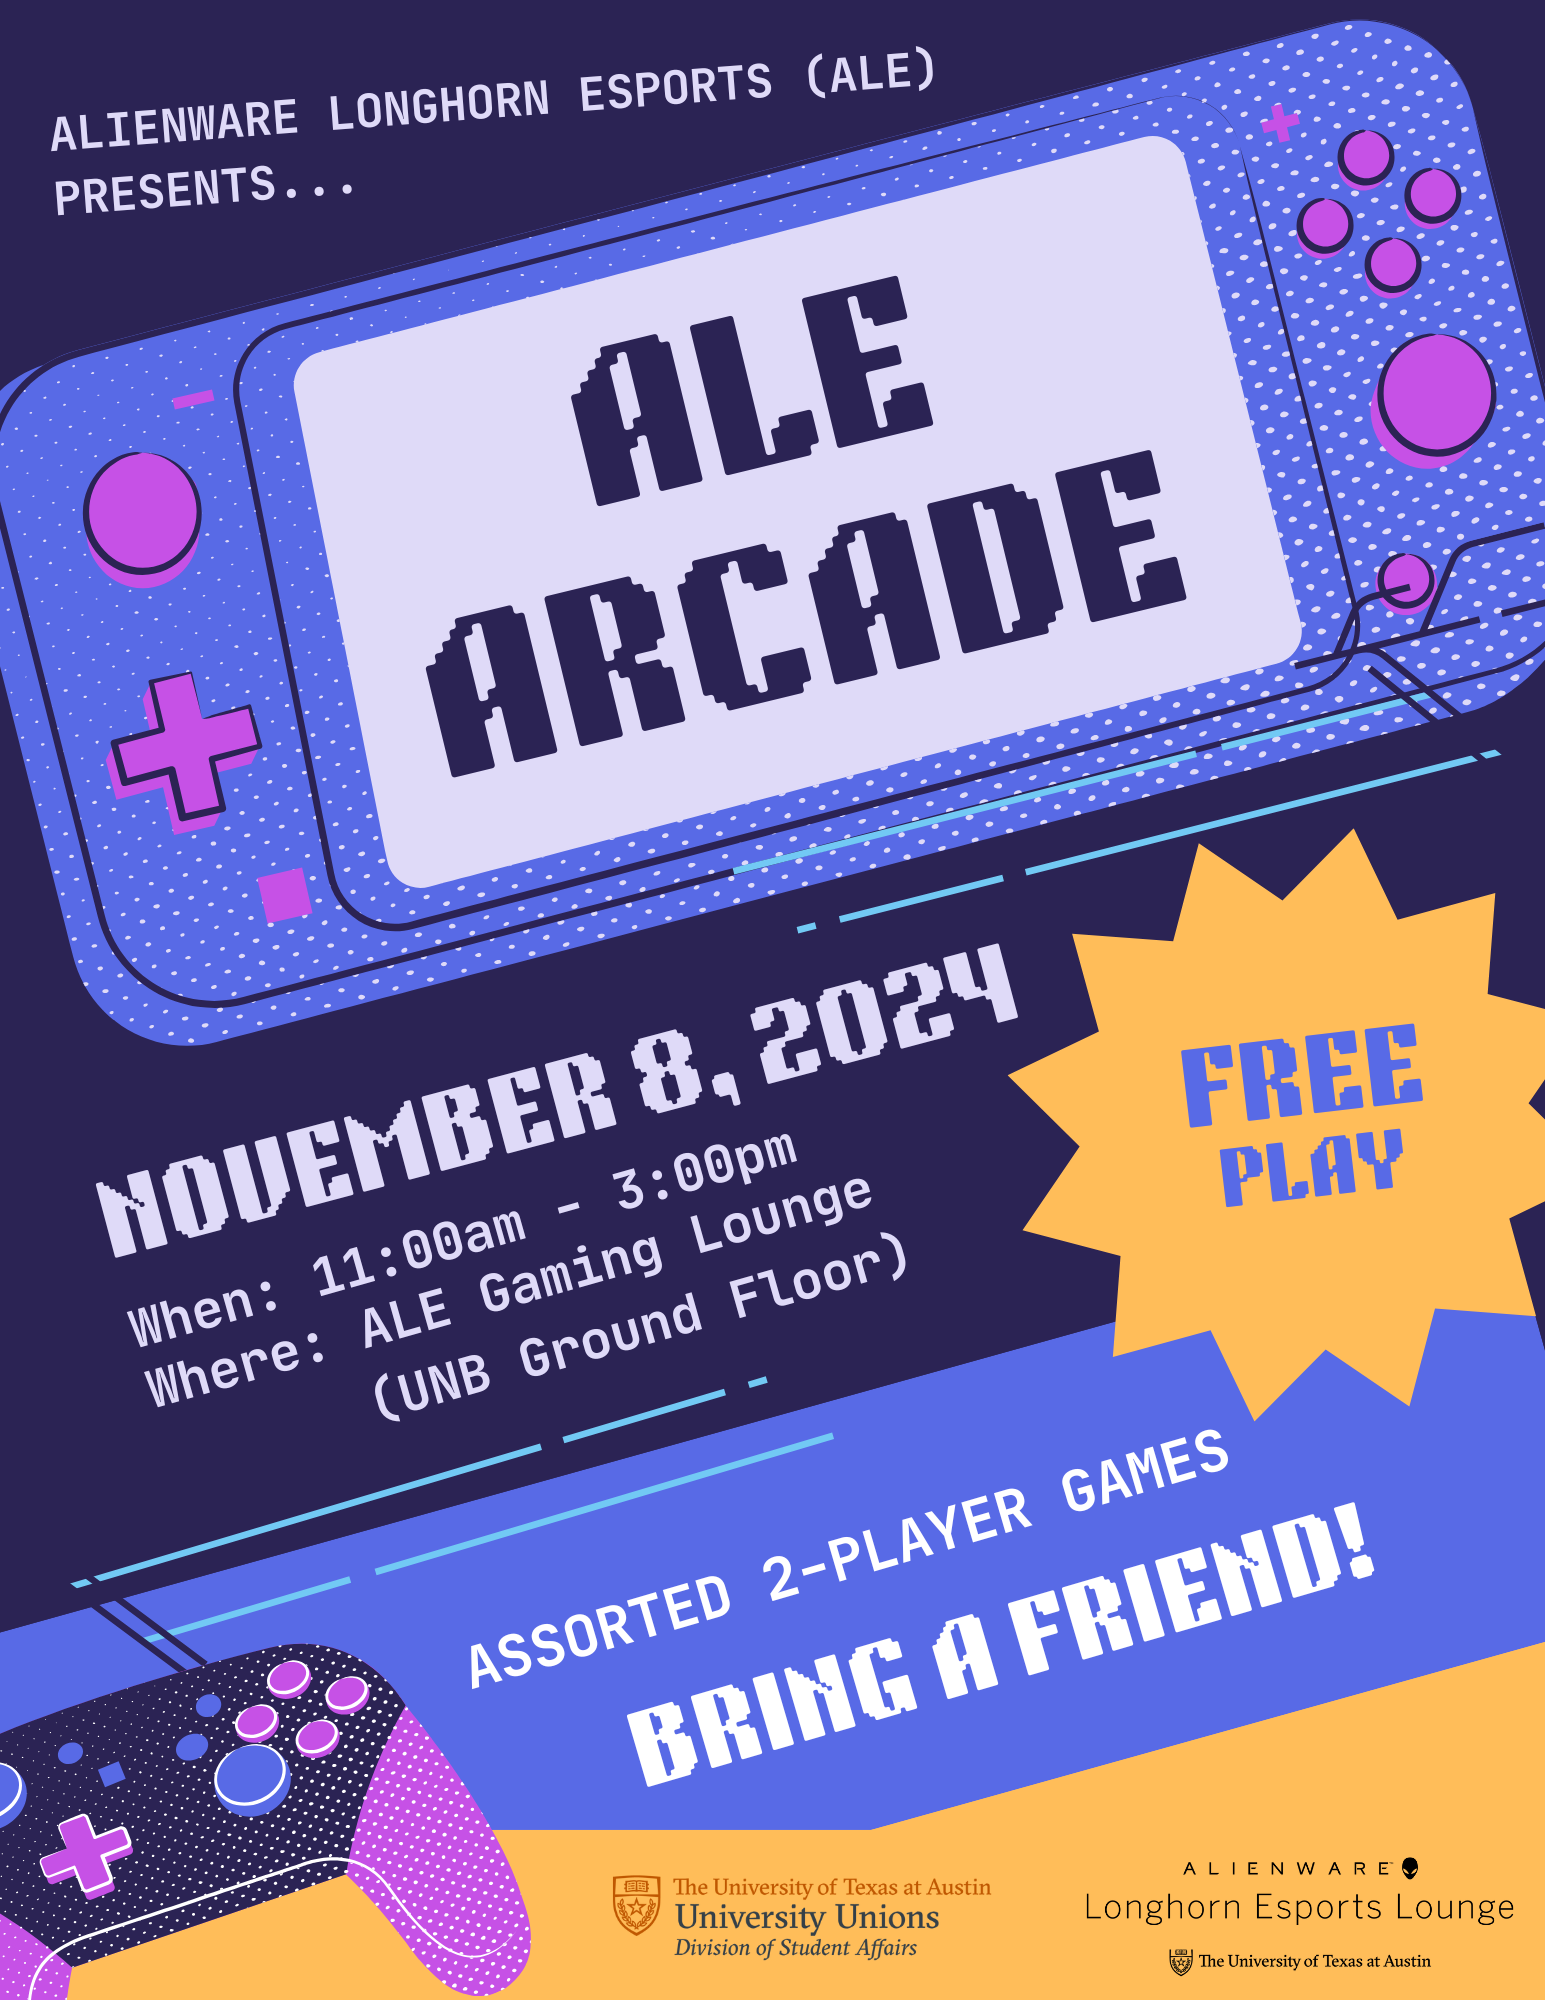 ALIENWARE LONGHORN ESPORTS (ALE)
PRESENTS...
ALE
ARCADE
NOVEMBER 8, 2024
When: 11:00am - 3:00pm
Where: ALE Gaming Lounge
(UNB Ground Floor)
FREE
PLAY
ASSORTED 2-PLAYER GAMES
BRING A FRIEND!
The University of Texas at Austin
University Unions
Division of Student Affairs
ALIENWARE
Longhorn Esports Lounge
The University of Texas at Austin